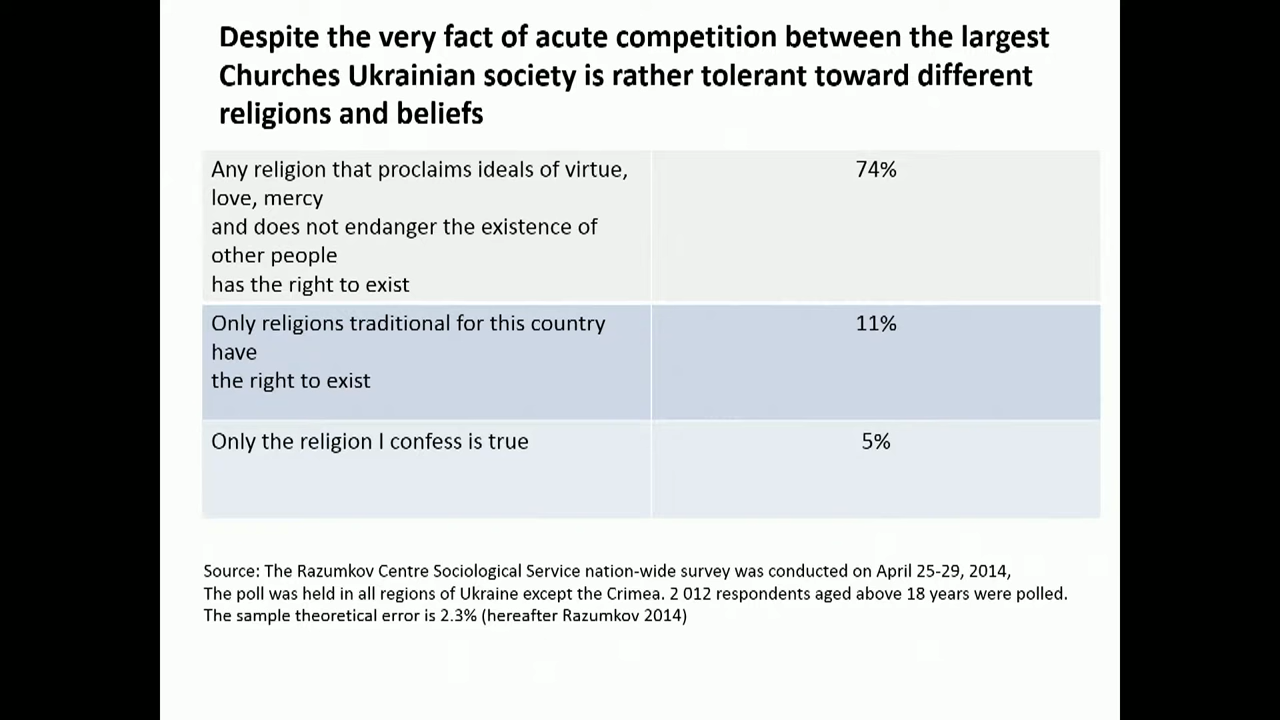 Despite the very fact of acute competition between the largest
Churches Ukrainian society is rather tolerant toward different
religions and beliefs
Any religion that proclaims ideals of virtue,
love, mercy
and does not endanger the existence of
other people
has the right to exist
74%
Only religions traditional for this country
have
the right to exist
11%
Only the religion I confess is true
5%
Source: The Razumkov Centre Sociological Service nation-wide survey was conducted on April 25-29, 2014,
The poll was held in all regions of Ukraine except the Crimea. 2 012 respondents aged above 18 years were polled.
The sample theoretical error is 2.3% (hereafter Razumkov 2014)